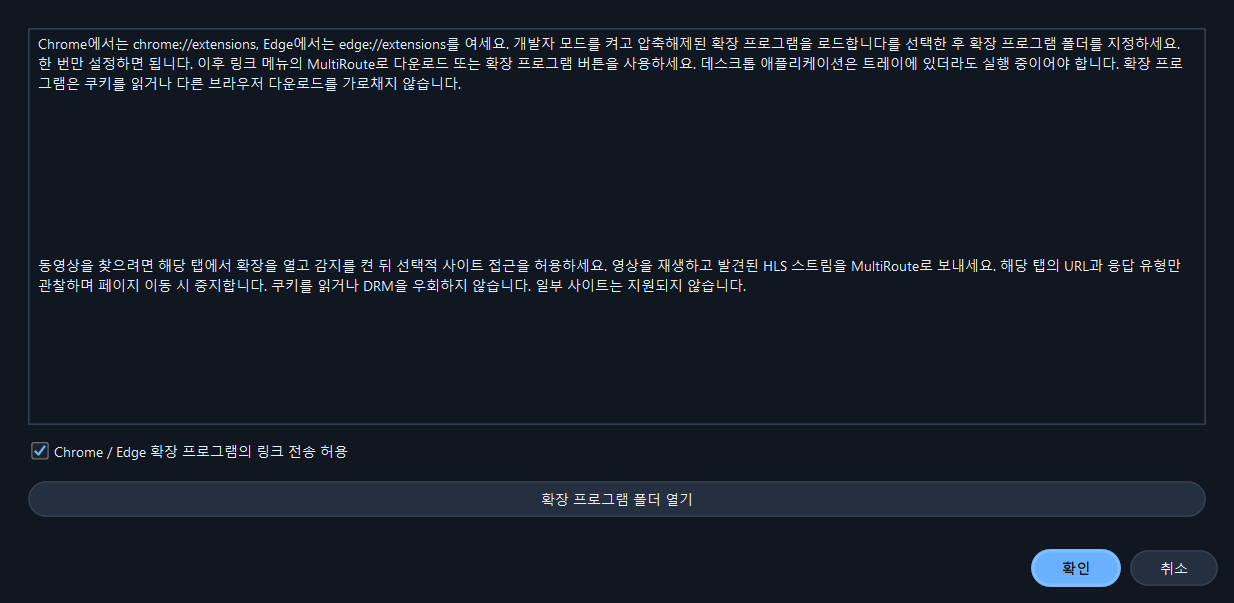 Chrome에서는 chrome://extensions, Edge에서는 edge://extensions를 여세요. 개발자 모드를 켜고 압축해제된 확장 프로그램을 로드합니다를 선택한 후 확장 프로그램 폴더를 지정하세요.
한 번만 설정하면 됩니다. 이후 링크 메뉴의 MultiRoute로 다운로드 또는 확장 프로그램 버튼을 사용하세요. 데스크톱 애플리케이션은 트레이에 있더라도 실행 중이어야 합니다. 확장 프로
그램은 쿠키를 읽거나 다른 브라우저 다운로드를 가로채지 않습니다.
동영상을 찾으려면 해당 탭에서 확장을 열고 감지를 켠 뒤 선택적 사이트 접근을 허용하세요. 영상을 재생하고 발견된 HLS 스트림을 MultiRoute로 보내세요. 해당 탭의 URL과 응답 유형만
관찰하며 페이지 이동 시 중지합니다. 쿠키를 읽거나 DRM을 우회하지 않습니다. 일부 사이트는 지원되지 않습니다.
Chrome / Edge 확장 프로그램의 링크 전송 허용
확장 프로그램 폴더 열기
확인
취소